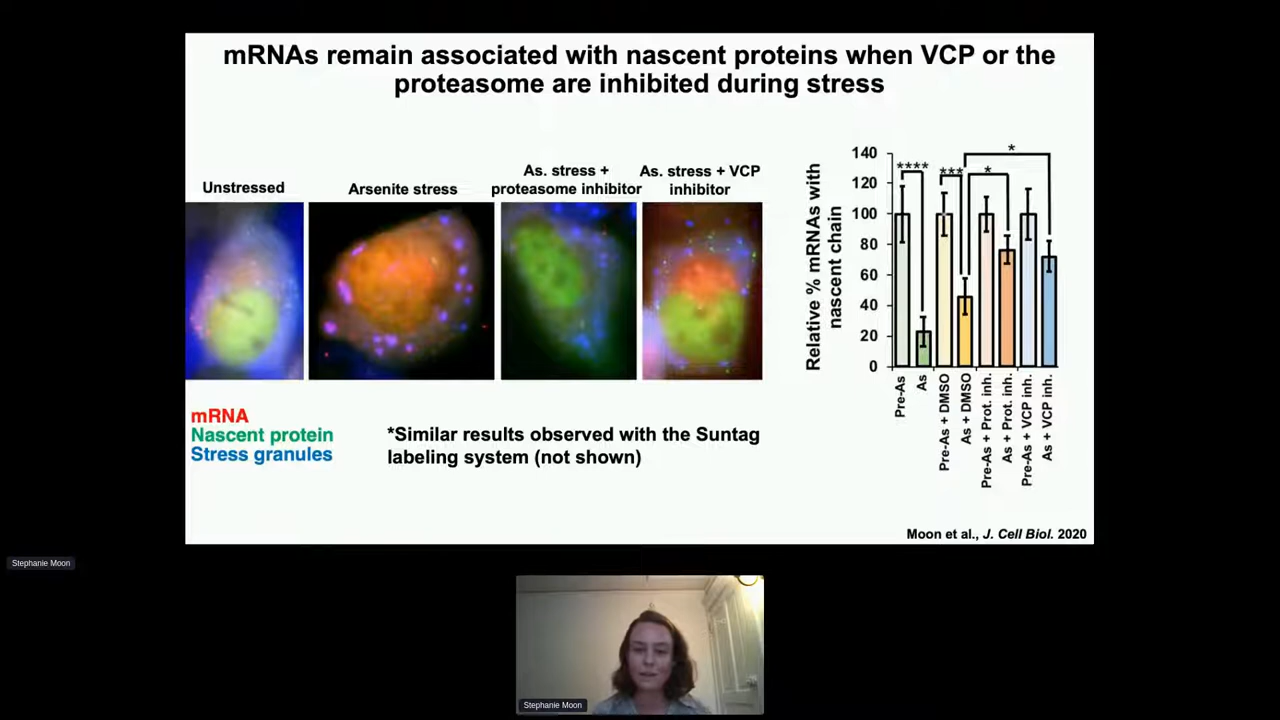 mRNAs remain associated with nascent proteins when VCP or the
proteasome are inhibited during stress
Unstressed
Arsenite stress
As. stress +
proteasome inhibitor
As. stress + VCP
inhibitor
mRNA
Nascent protein
Stress granules
*Similar results observed with the Suntag
labeling system (not shown)
Relative % mRNAs with
nascent chain
140
120
100
80
60
40
20
0
****
***
*
*
Pre-As
As
Pre-As + DMSO
As + DMSO
Pre-As + Prot. inh.
As + Prot. inh.
Pre-As + VCP inh.
As + VCP inh.
Moon et al., J. Cell Biol. 2020
Stephanie Moon
Stephanie Moon